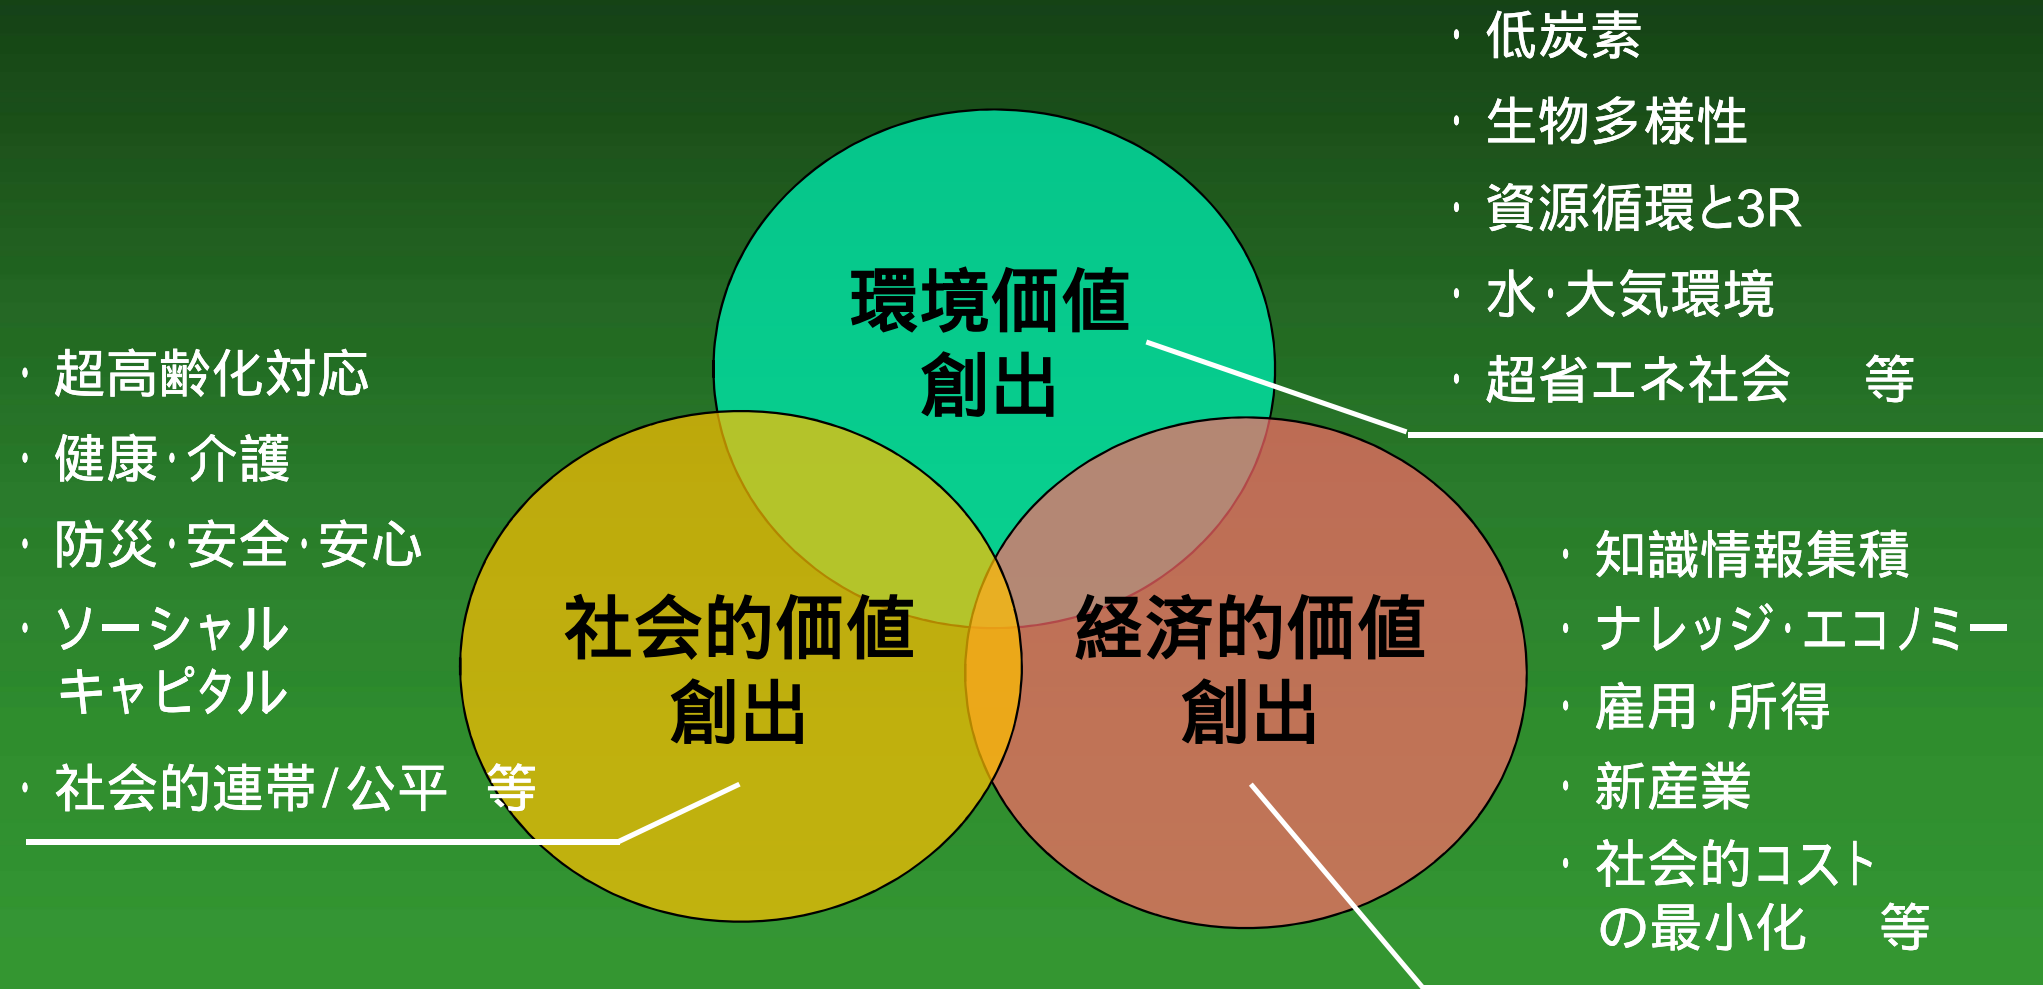 ・低炭素
・生物多様性
・資源循環と3R
・水・大気環境
・超省エネ社会　等
環境価値
創出
・超高齢化対応
・健康・介護
・防災・安全・安心
・ソーシャル
キャピタル
・社会的連帯/公平　等
社会的価値
創出
経済的価値
創出
・知識情報集積
・ナレッジ・エコノミー
・雇用・所得
・新産業
・社会的コスト
の最小化　等